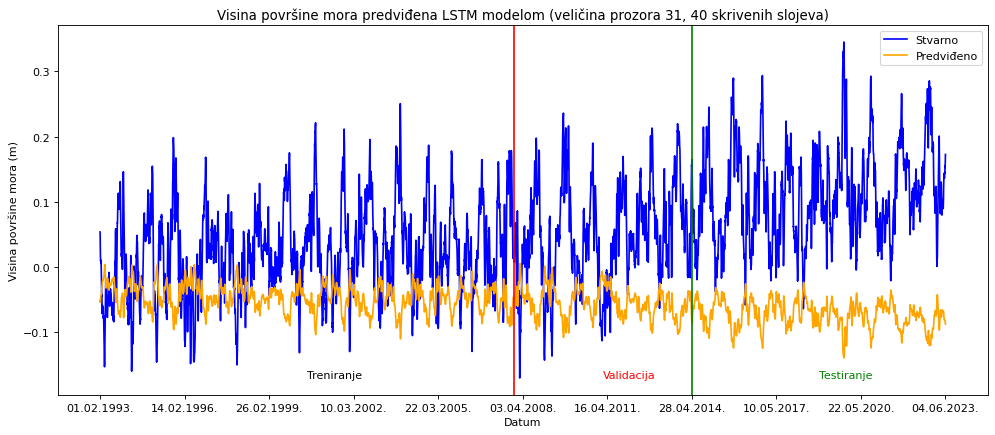 Visina površine mora predviđena LSTM modelom (veličina prozora 31, 40 skrivenih slojeva)
Stvarno
Predviđeno
Visina površine mora (m)
0.3
0.2
0.1
0.0
−0.1
Treniranje
Validacija
Testiranje
01.02.1993.
14.02.1996.
26.02.1999.
10.03.2002.
22.03.2005.
03.04.2008.
16.04.2011.
28.04.2014.
10.05.2017.
22.05.2020.
04.06.2023.
Datum